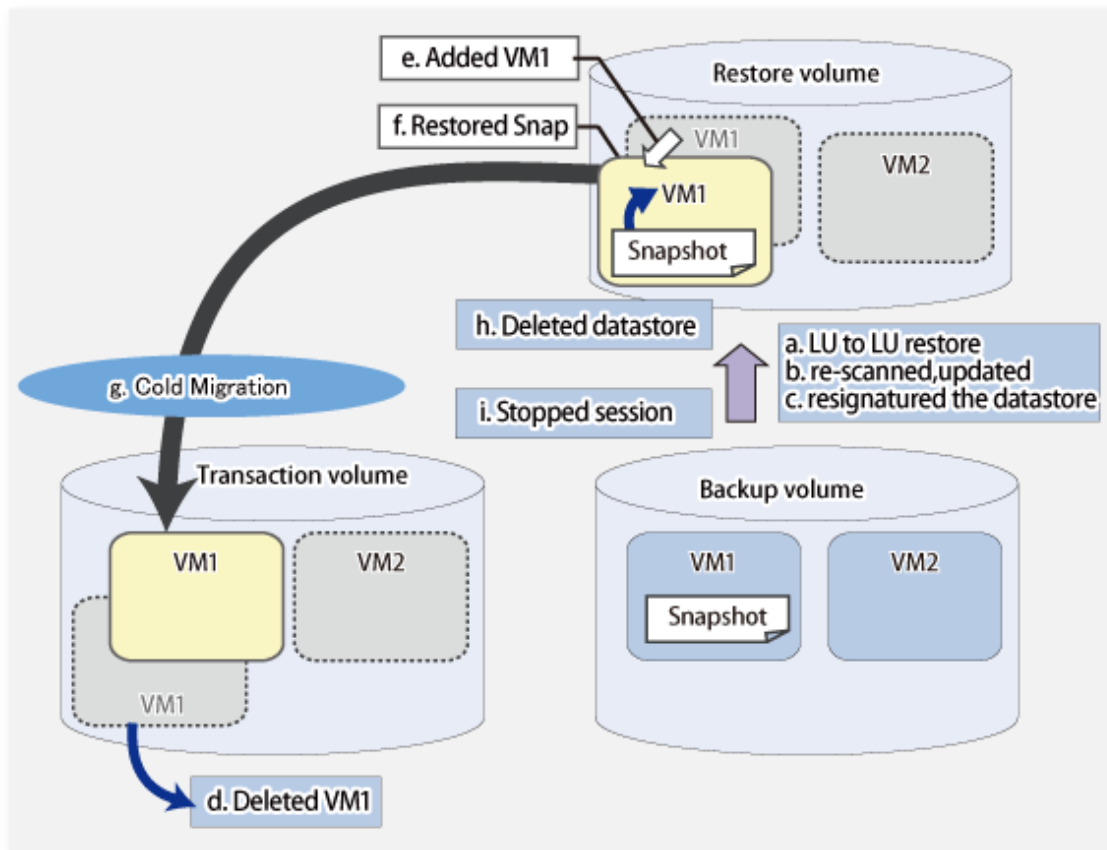 e. Added VM1
Restore volume
f. Restored Snap
VM1
VM2
VM1
Snapshot
h. Deleted datastore
a. LU to LU restore
b. re-scanned,updated
c. resignatured the datastore
g. Cold Migration
i. Stopped session
Transaction volume
Backup volume
VM1
VM2
VM1
VM2
Snapshot
VM1
d. Deleted VM1